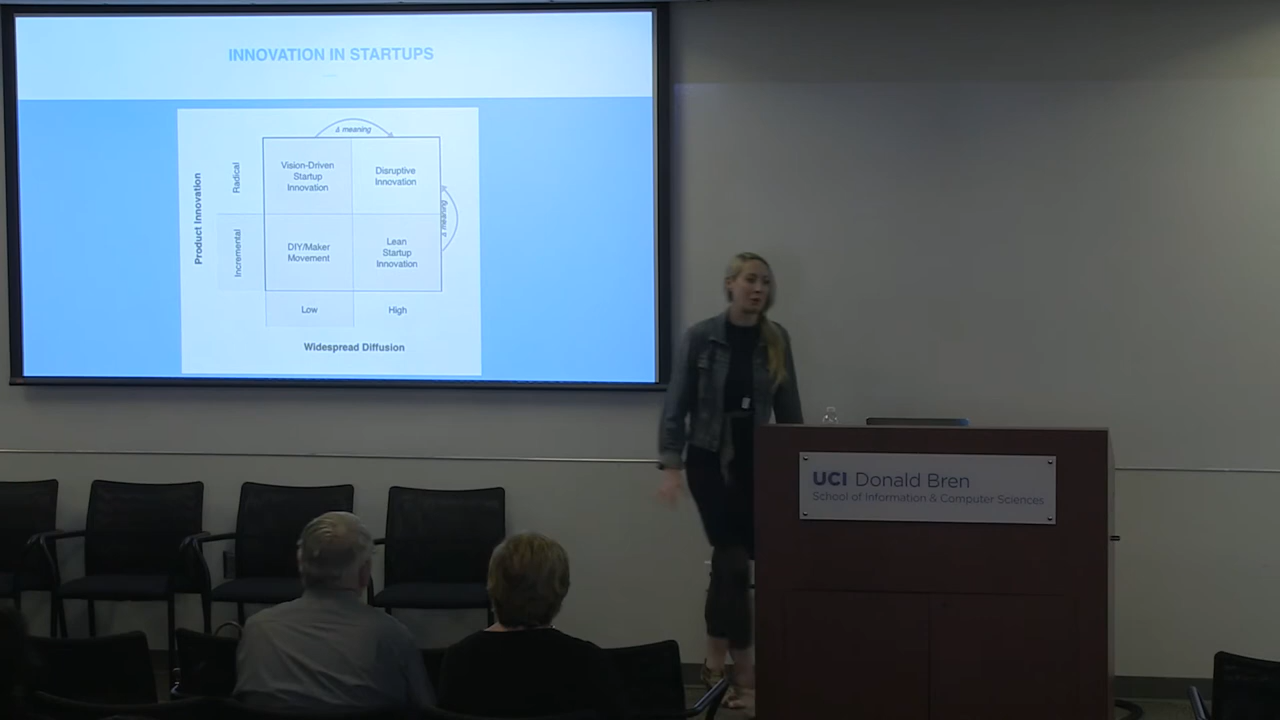 INNOVATION IN STARTUPS
Δ meaning
Product Innovation
Radical
Vision-Driven
Startup
Innovation
Disruptive
Innovation
Δ meaning
Incremental
DIY/Maker
Movement
Lean
Startup
Innovation
Low
High
Widespread Diffusion
UCI Donald Bren
School of Information & Computer Sciences